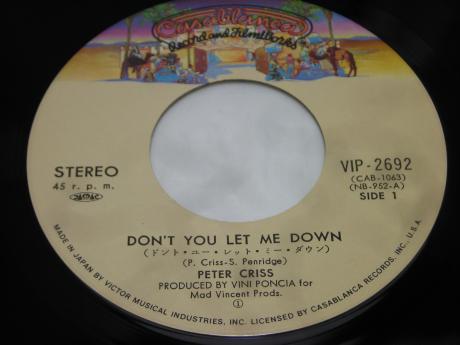 Casablanca
Record and FilmWorks
STEREO
45 r. p. m.
JASRAC
VIP-2692
(CAB-1063)
(NB-952-A)
SIDE 1
DON'T YOU LET ME DOWN
(ドント・ユー・レット・ミー・ダウン)
(P. Criss-S. Penridge)
PETER CRISS
PRODUCED BY VINI PONCIA for
Mad Vincent Prods.
①
MADE IN JAPAN BY VICTOR MUSICAL INDUSTRIES, INC. LICENSED BY CASABLANCA RECORDS, INC., U.S.A.